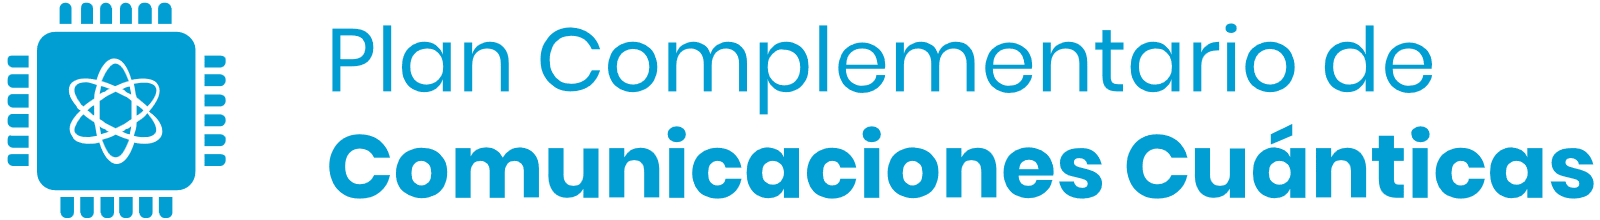 Plan Complementario de
Comunicaciones Cuánticas